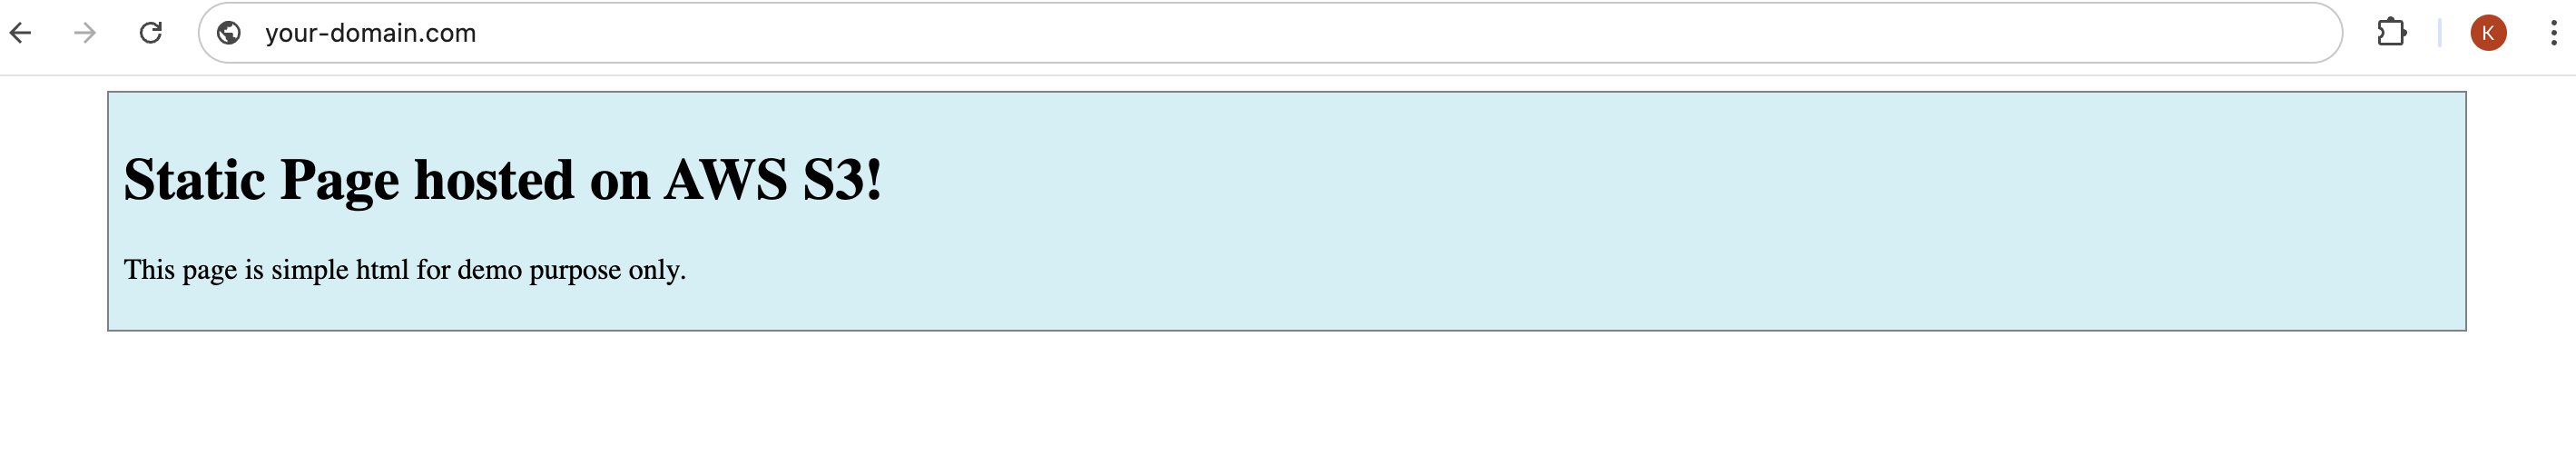 your-domain.com
K
Static Page hosted on AWS S3!
This page is simple html for demo purpose only.